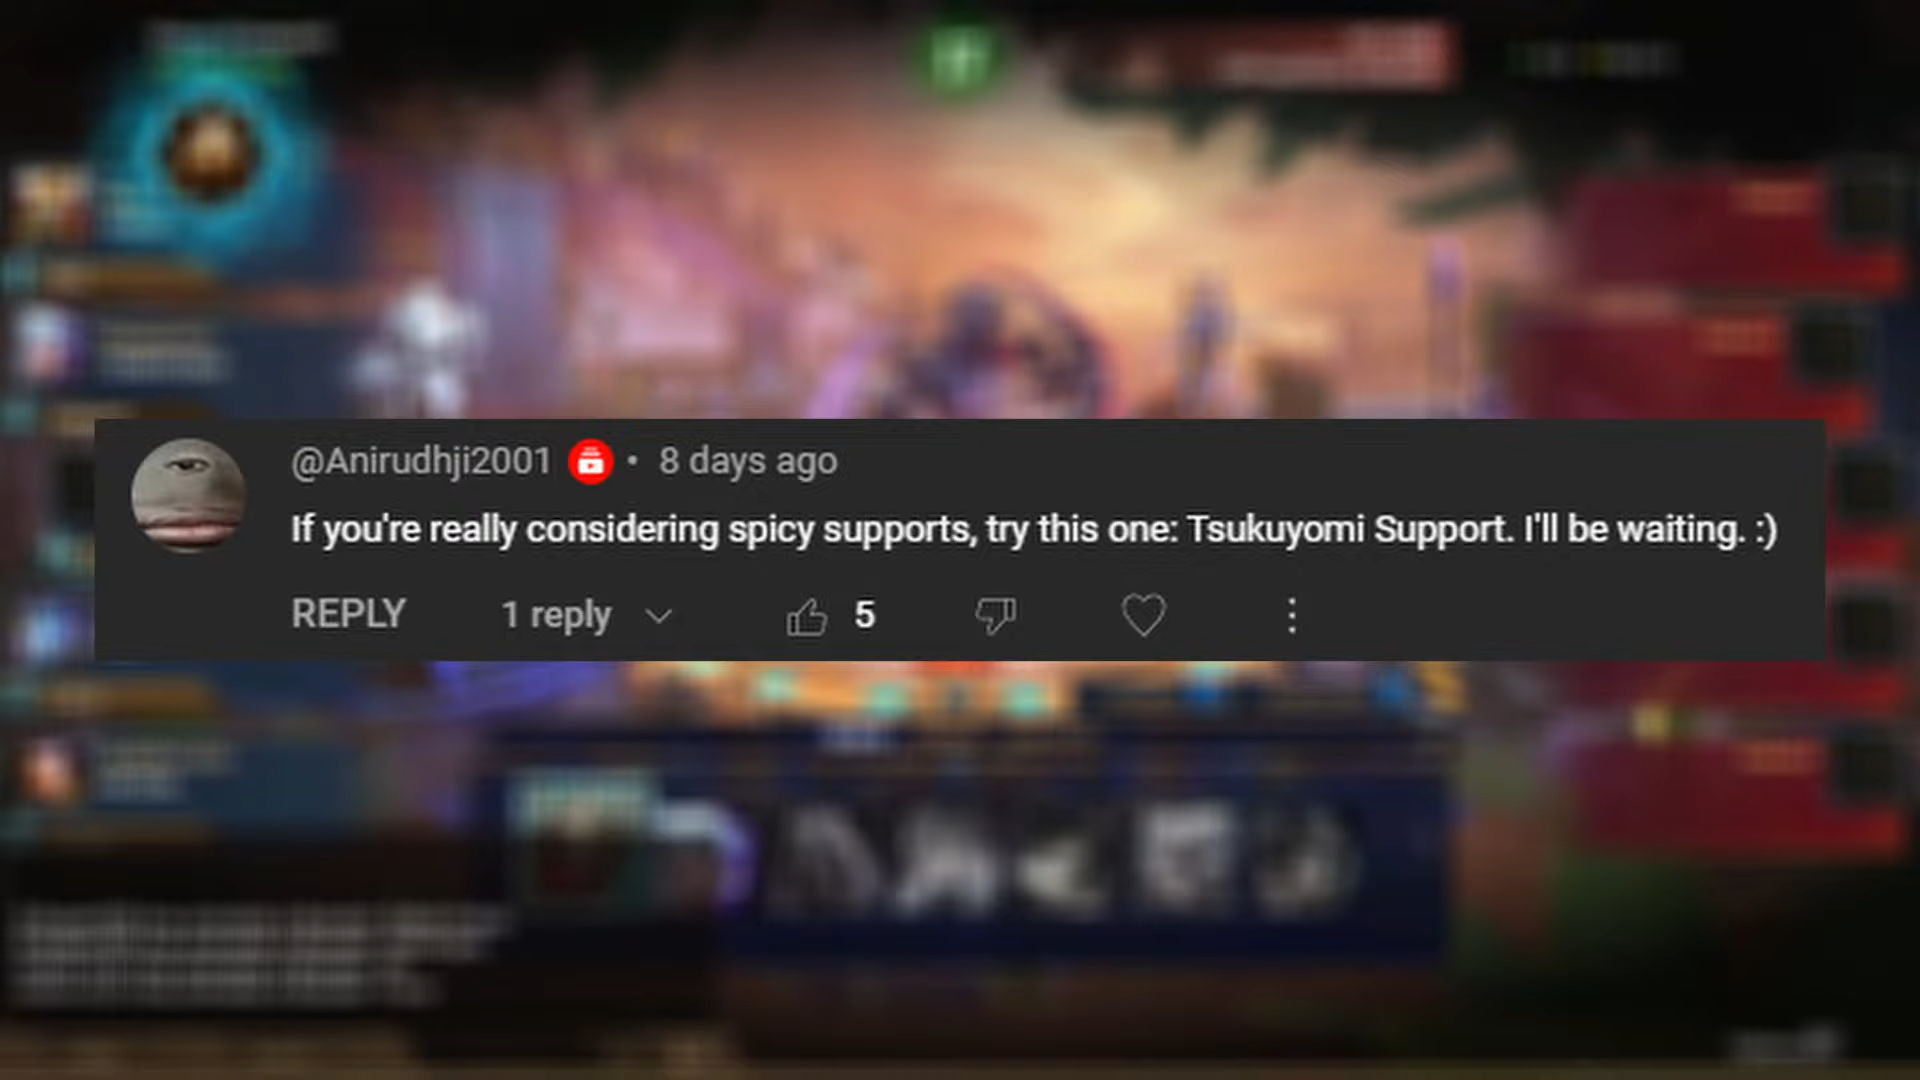 @Anirudhji2001 • 8 days ago
If you're really considering spicy supports, try this one: Tsukuyomi Support. I'll be waiting. :)
REPLY 1 reply 5